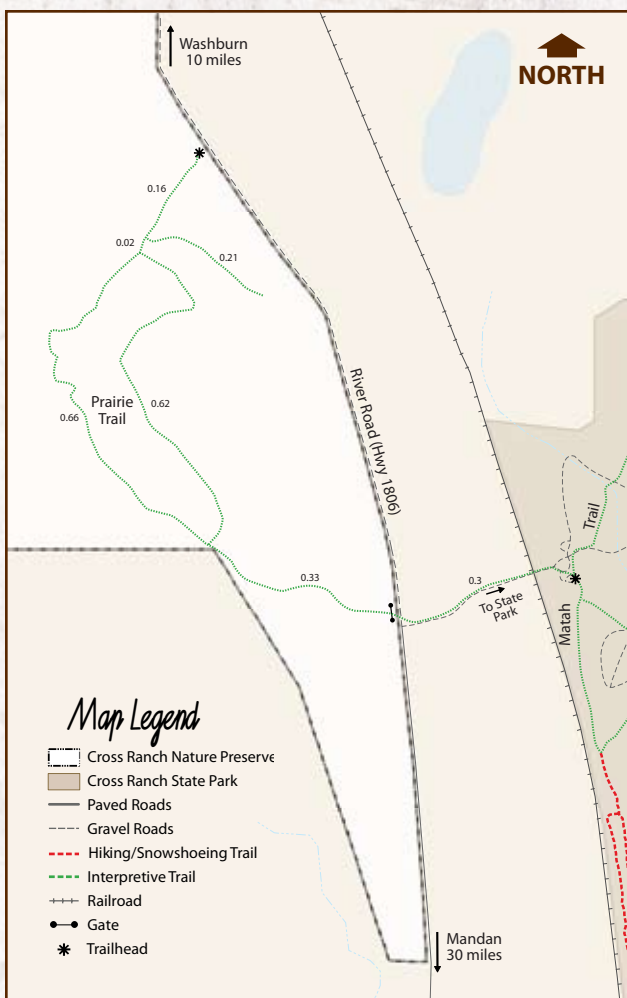 Washburn
10 miles
NORTH
0.16
0.02
0.21
River Road (Hwy 1806)
Prairie
Trail
0.66
0.62
Trail
0.33
0.3
To State
Park
Matah
Map Legend
Cross Ranch Nature Preserve
Cross Ranch State Park
Paved Roads
Gravel Roads
Hiking/Snowshoeing Trail
Interpretive Trail
Railroad
Gate
Trailhead
Mandan
30 miles